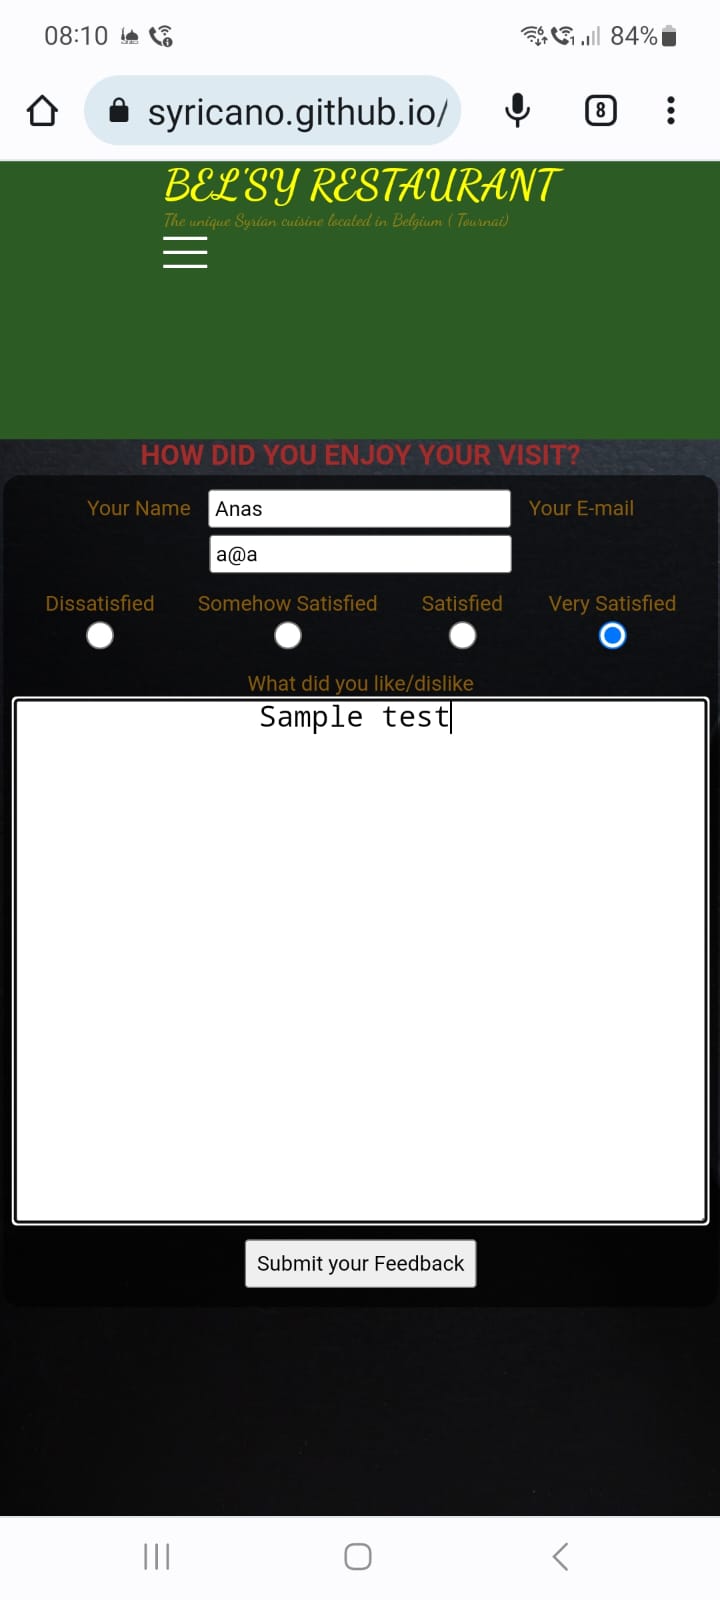 08:10
84%
syricano.github.io/
8
BEL'SY RESTAURANT
The unique Syrian cuisine located in Belgium ( Tournai)
HOW DID YOU ENJOY YOUR VISIT?
Your Name Anas Your E-mail
a@a
Dissatisfied Somehow Satisfied Satisfied Very Satisfied
What did you like/dislike
Sample test
Submit your Feedback